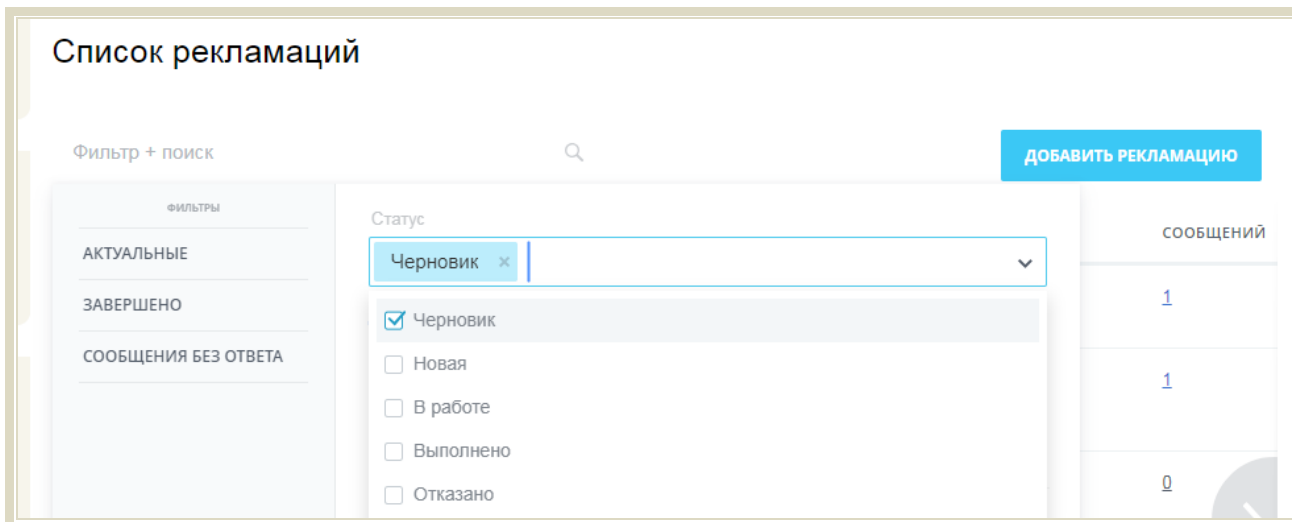 Список рекламаций
Фильтр + поиск
ДОБАВИТЬ РЕКЛАМАЦИЮ
ФИЛЬТРЫ
АКТУАЛЬНЫЕ
ЗАВЕРШЕНО
СООБЩЕНИЯ БЕЗ ОТВЕТА
Статус
Черновик ×
Черновик
Новая
В работе
Выполнено
Отказано
СООБЩЕНИЙ
1
1
0